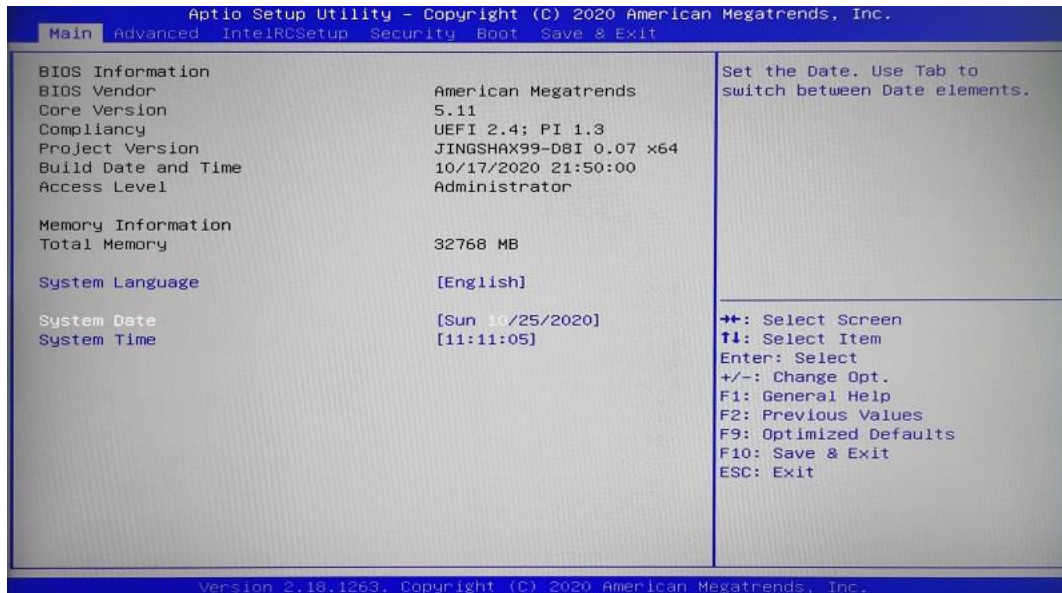 Aptio Setup Utility – Copyright (C) 2020 American Megatrends, Inc.
Main Advanced IntelRCSetup Security Boot Save & Exit
BIOS Information
BIOS Vendor American Megatrends
Core Version 5.11
Compliancy UEFI 2.4; PI 1.3
Project Version JINGSHAX99-D8I 0.07 x64
Build Date and Time 10/17/2020 21:50:00
Access Level Administrator
Memory Information
Total Memory 32768 MB
System Language [English]
System Date [Sun 10/25/2020]
System Time [11:11:05]
Set the Date. Use Tab to
switch between Date elements.
→←: Select Screen
↑↓: Select Item
Enter: Select
+/-: Change Opt.
F1: General Help
F2: Previous Values
F9: Optimized Defaults
F10: Save & Exit
ESC: Exit
Version 2.18.1263. Copyright (C) 2020 American Megatrends, Inc.